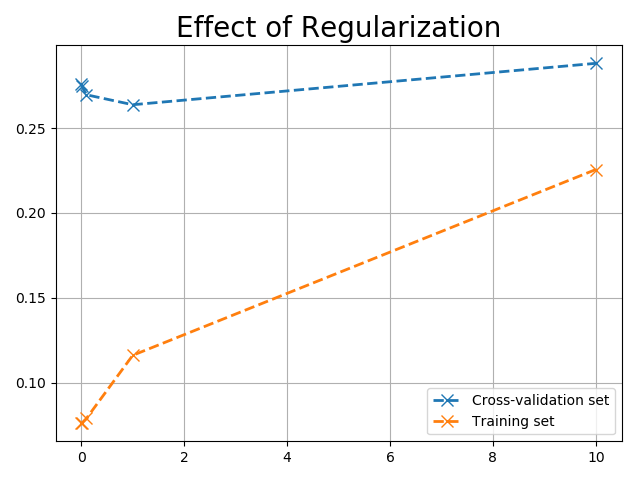 Effect of Regularization
0.25
0.20
0.15
0.10
Cross-validation set
Training set
0 2 4 6 8 10